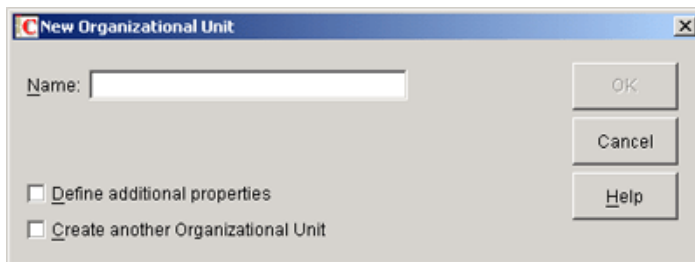 C New Organizational Unit
Name:
OK
Cancel
Define additional properties
Help
Create another Organizational Unit